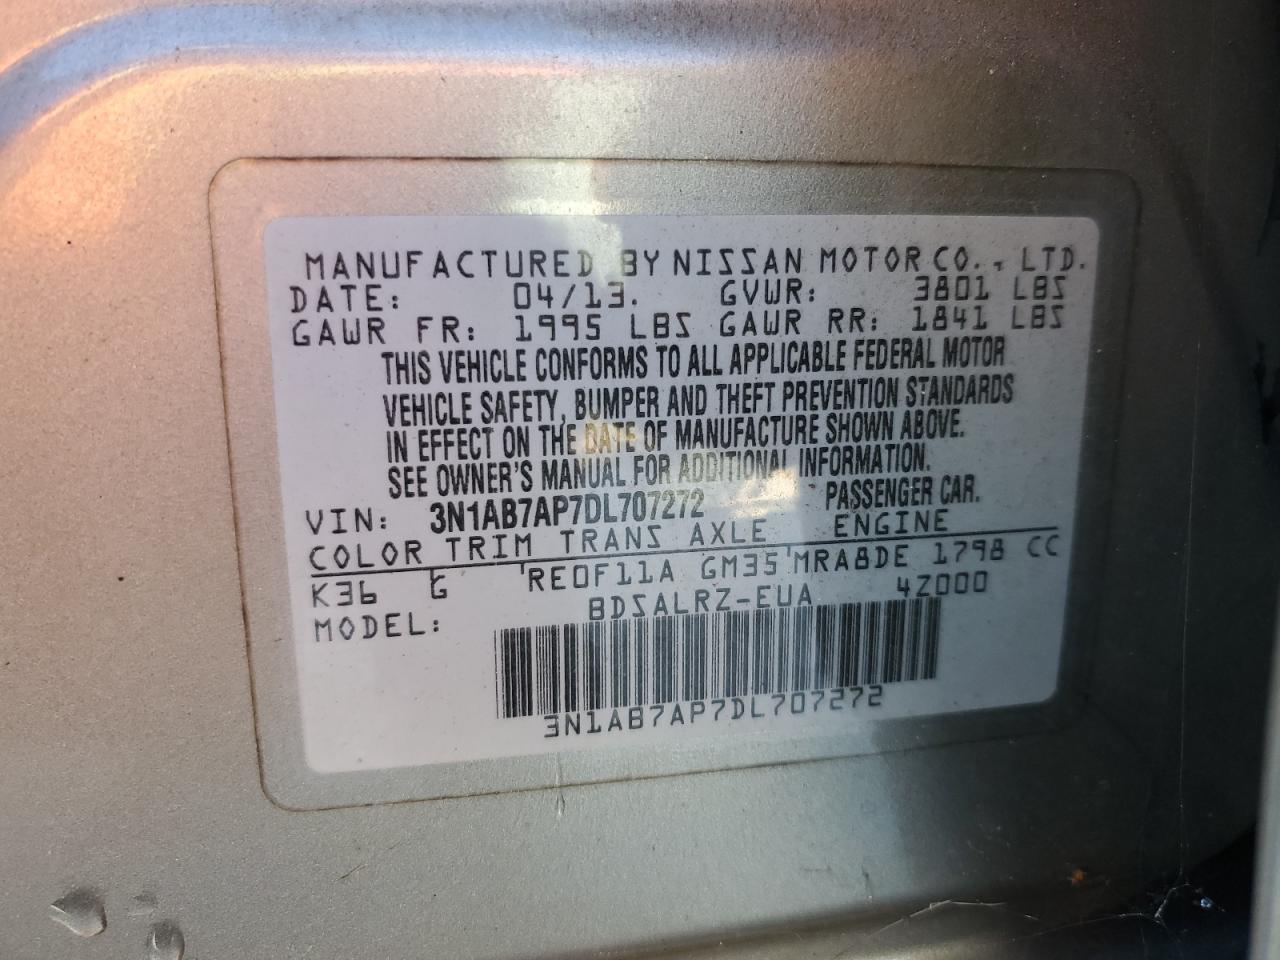 MANUFACTURED BY NISSAN MOTOR CO., LTD.
DATE: 04/13. GVWR: 3801 LBS
GAWR FR: 1995 LBS GAWR RR: 1841 LBS
THIS VEHICLE CONFORMS TO ALL APPLICABLE FEDERAL MOTOR
VEHICLE SAFETY, BUMPER AND THEFT PREVENTION STANDARDS
IN EFFECT ON THE DATE OF MANUFACTURE SHOWN ABOVE.
SEE OWNER'S MANUAL FOR ADDITIONAL INFORMATION.
VIN: 3N1AB7AP7DL707272 PASSENGER CAR.
COLOR TRIM TRANS AXLE ENGINE
K36 G RE0F11A GM35 MRA8DE 1798 CC
MODEL: BDSALRZ-EUA 4Z000
3N1AB7AP7DL707272